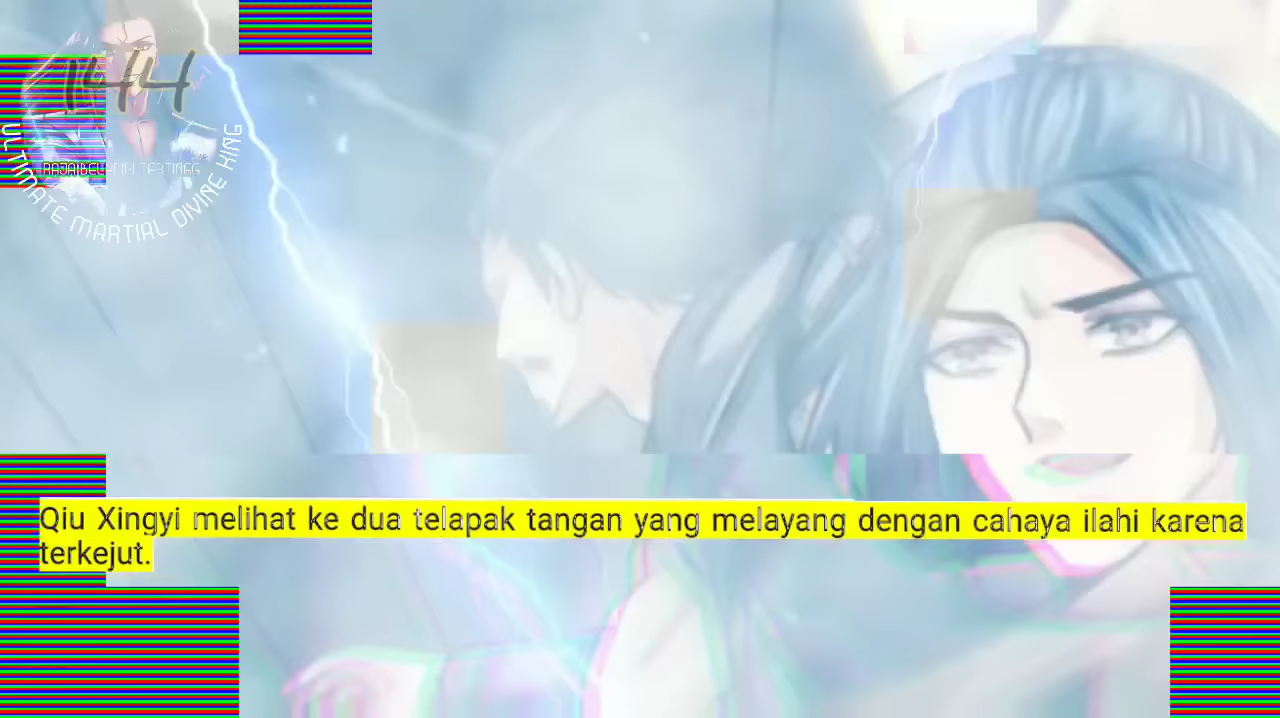 144
ULTIMATE MARTIAL DIVINE KING
Qiu Xingyi melihat ke dua telapak tangan yang melayang dengan cahaya ilahi karena
terkejut.